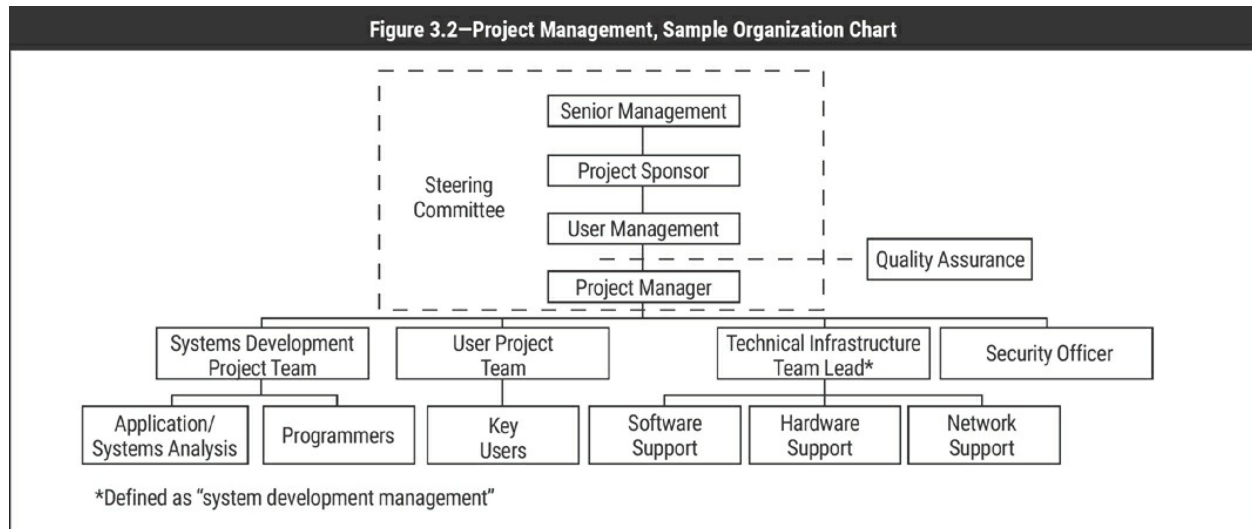 Figure 3.2—Project Management, Sample Organization Chart
Senior Management
Project Sponsor
Steering
Committee
User Management
Quality Assurance
Project Manager
Systems Development
Project Team
User Project
Team
Technical Infrastructure
Team Lead*
Security Officer
Application/
Systems Analysis
Programmers
Key
Users
Software
Support
Hardware
Support
Network
Support
*Defined as “system development management”